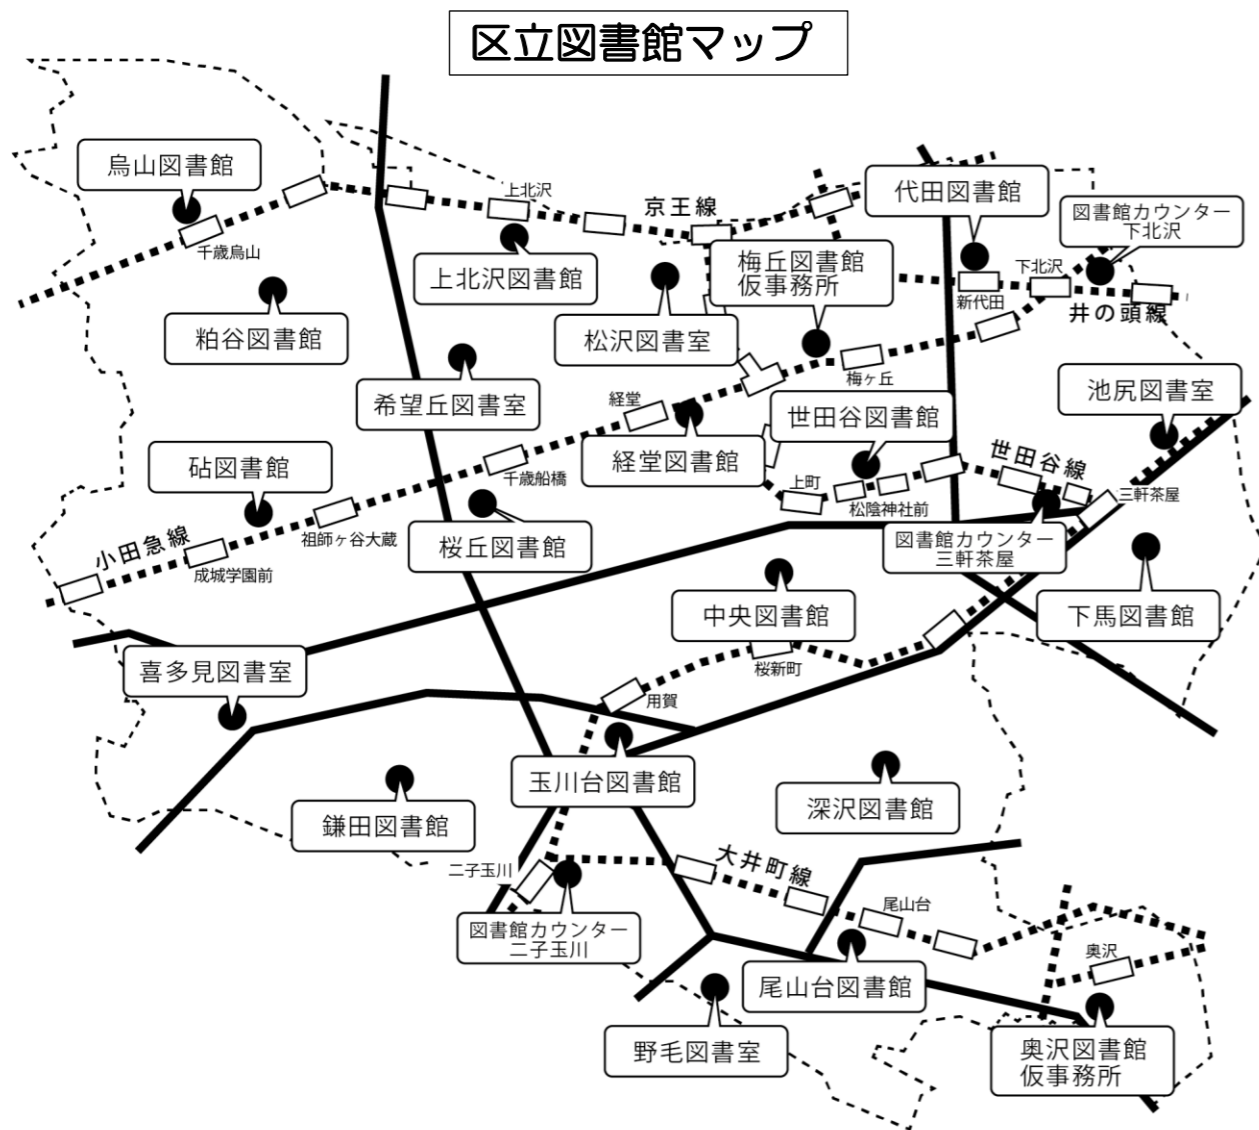 区立図書館マップ
烏山図書館
千歳烏山
上北沢
京王線
代田図書館
図書館カウンター
下北沢
上北沢図書館
梅丘図書館
仮事務所
下北沢
新代田
井の頭線
粕谷図書館
松沢図書室
希望丘図書室
梅ヶ丘
池尻図書室
経堂
世田谷図書館
経堂図書館
砧図書館
千歳船橋
上町
松陰神社前
世田谷線
三軒茶屋
小田急線
成城学園前
祖師ヶ谷大蔵
桜丘図書館
図書館カウンター
三軒茶屋
中央図書館
下馬図書館
喜多見図書室
桜新町
用賀
玉川台図書館
鎌田図書館
深沢図書館
二子玉川
大井町線
図書館カウンター
二子玉川
尾山台
尾山台図書館
奥沢
野毛図書室
奥沢図書館
仮事務所